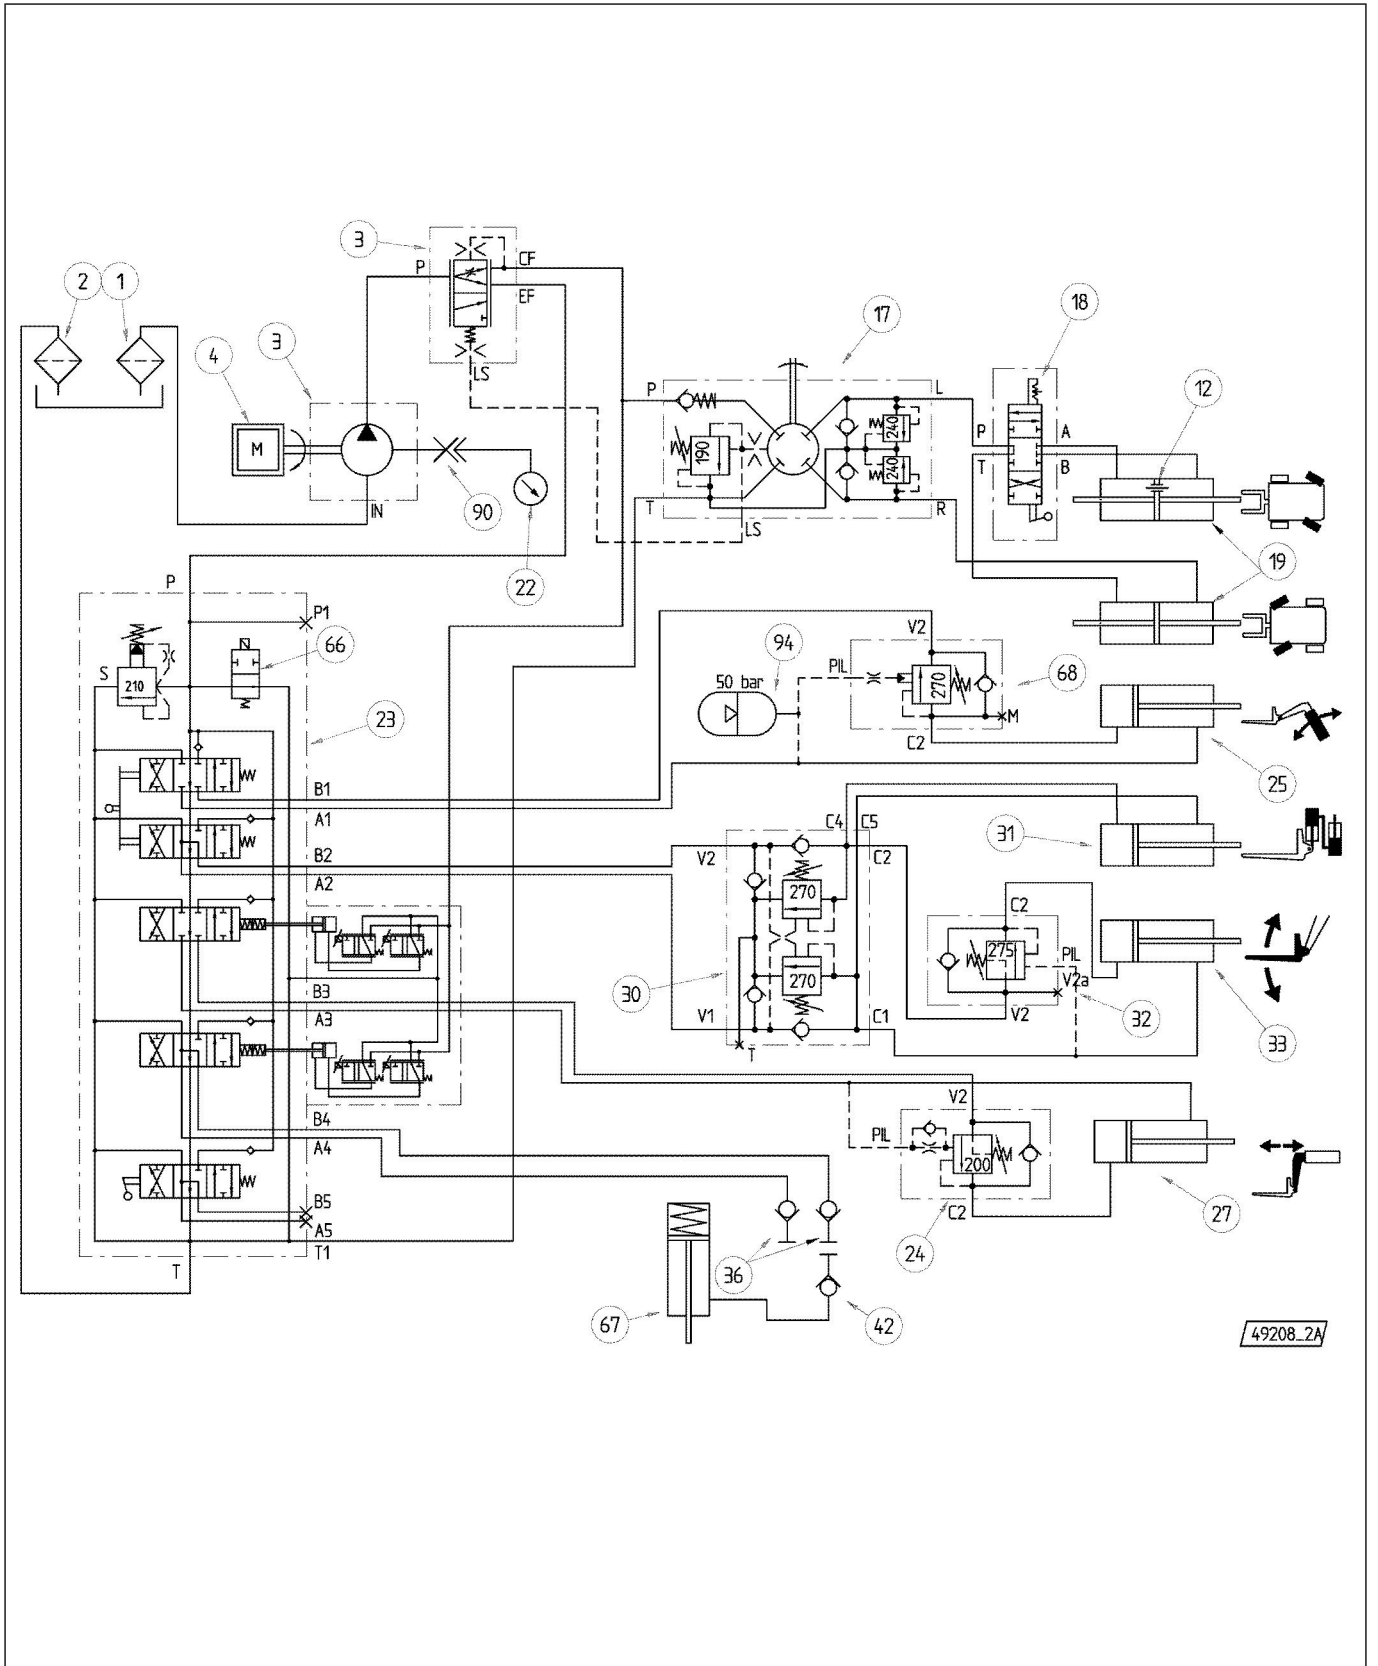 3
CF
P
EF
2
1
17
18
3
4
LS
12
P
L
P
A
240
M
190
T
B
240
IN
90
T
R
LS
19
22
P
P1
66
V2
94
PIL
68
S
50 bar
210
270
23
M
C2
25
B1
A1
C4
C5
31
B2
V2
C2
A2
270
C2
275
PIL
V2a
30
270
B3
V1
C1
V2
32
A3
T
33
V2
B4
PIL
A4
200
B5
C2
27
A5
T1
24
T
36
67
42
49208_2A